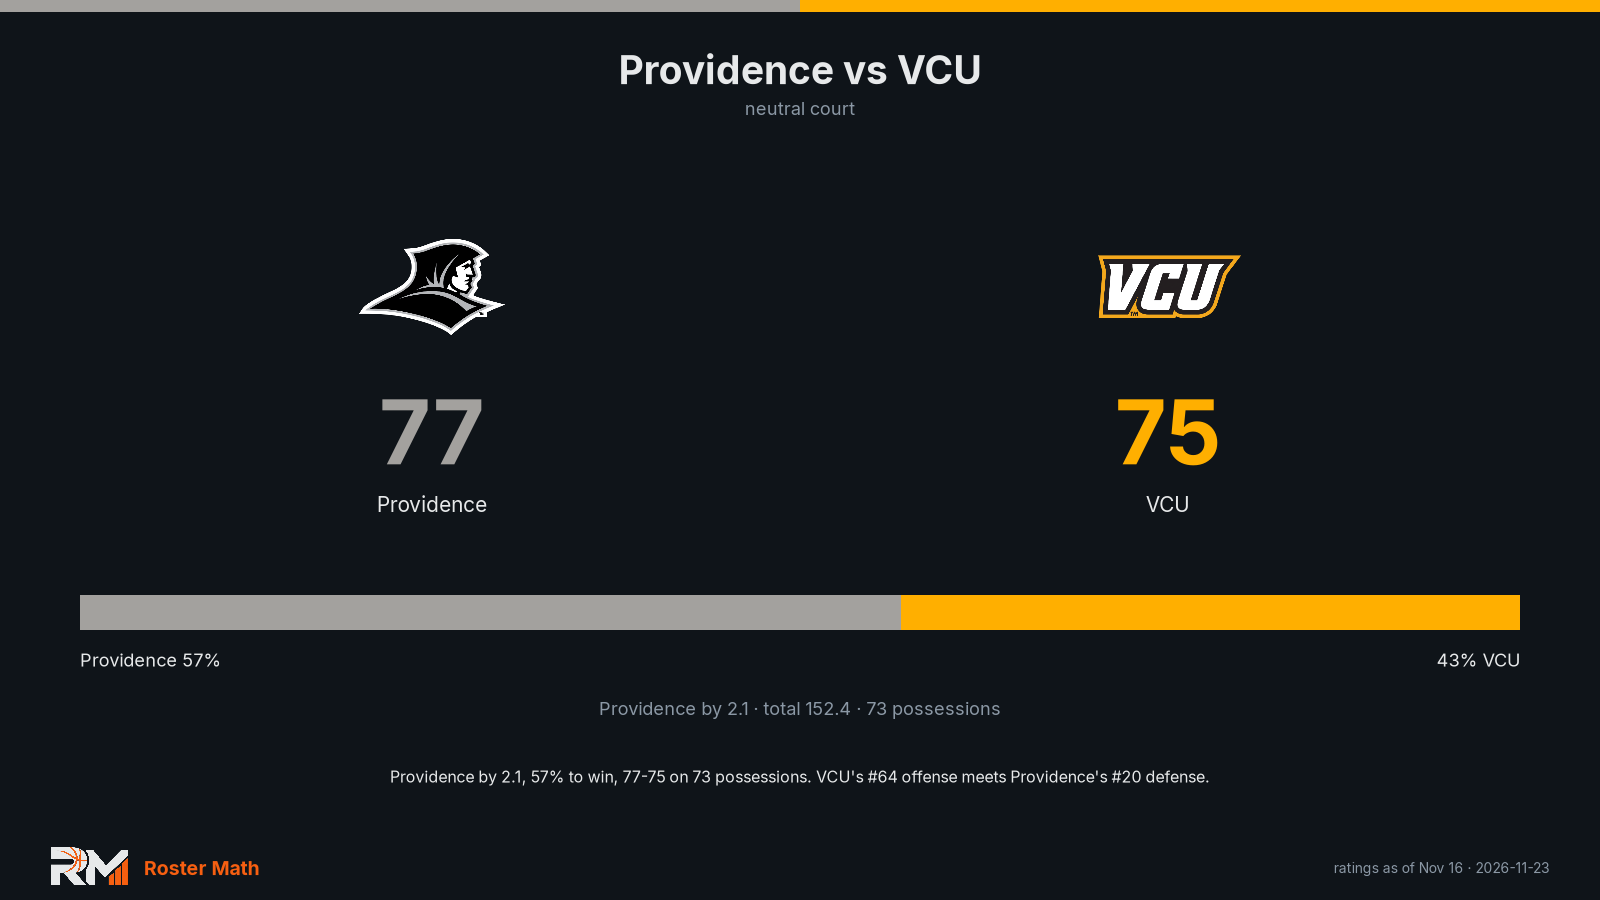 Providence vs VCU
neutral court
VCU
77
75
Providence
VCU
Providence 57%
43% VCU
Providence by 2.1 · total 152.4 · 73 possessions
Providence by 2.1, 57% to win, 77-75 on 73 possessions. VCU's #64 offense meets Providence's #20 defense.
RM Roster Math
ratings as of Nov 16 · 2026-11-23